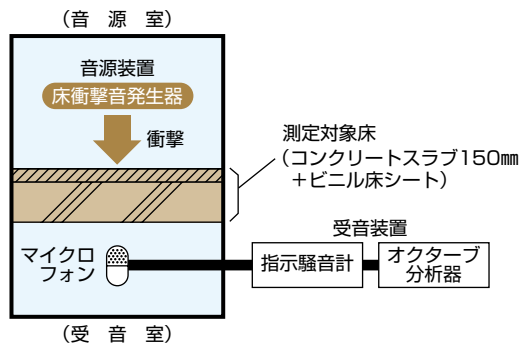 （音　源　室）
音源装置
床衝撃音発生器
衝撃
測定対象床
（コンクリートスラブ150㎜
＋ビニル床シート）
受音装置
マイクロ
フォン
指示騒音計
オクターブ
分析器
（受　音　室）